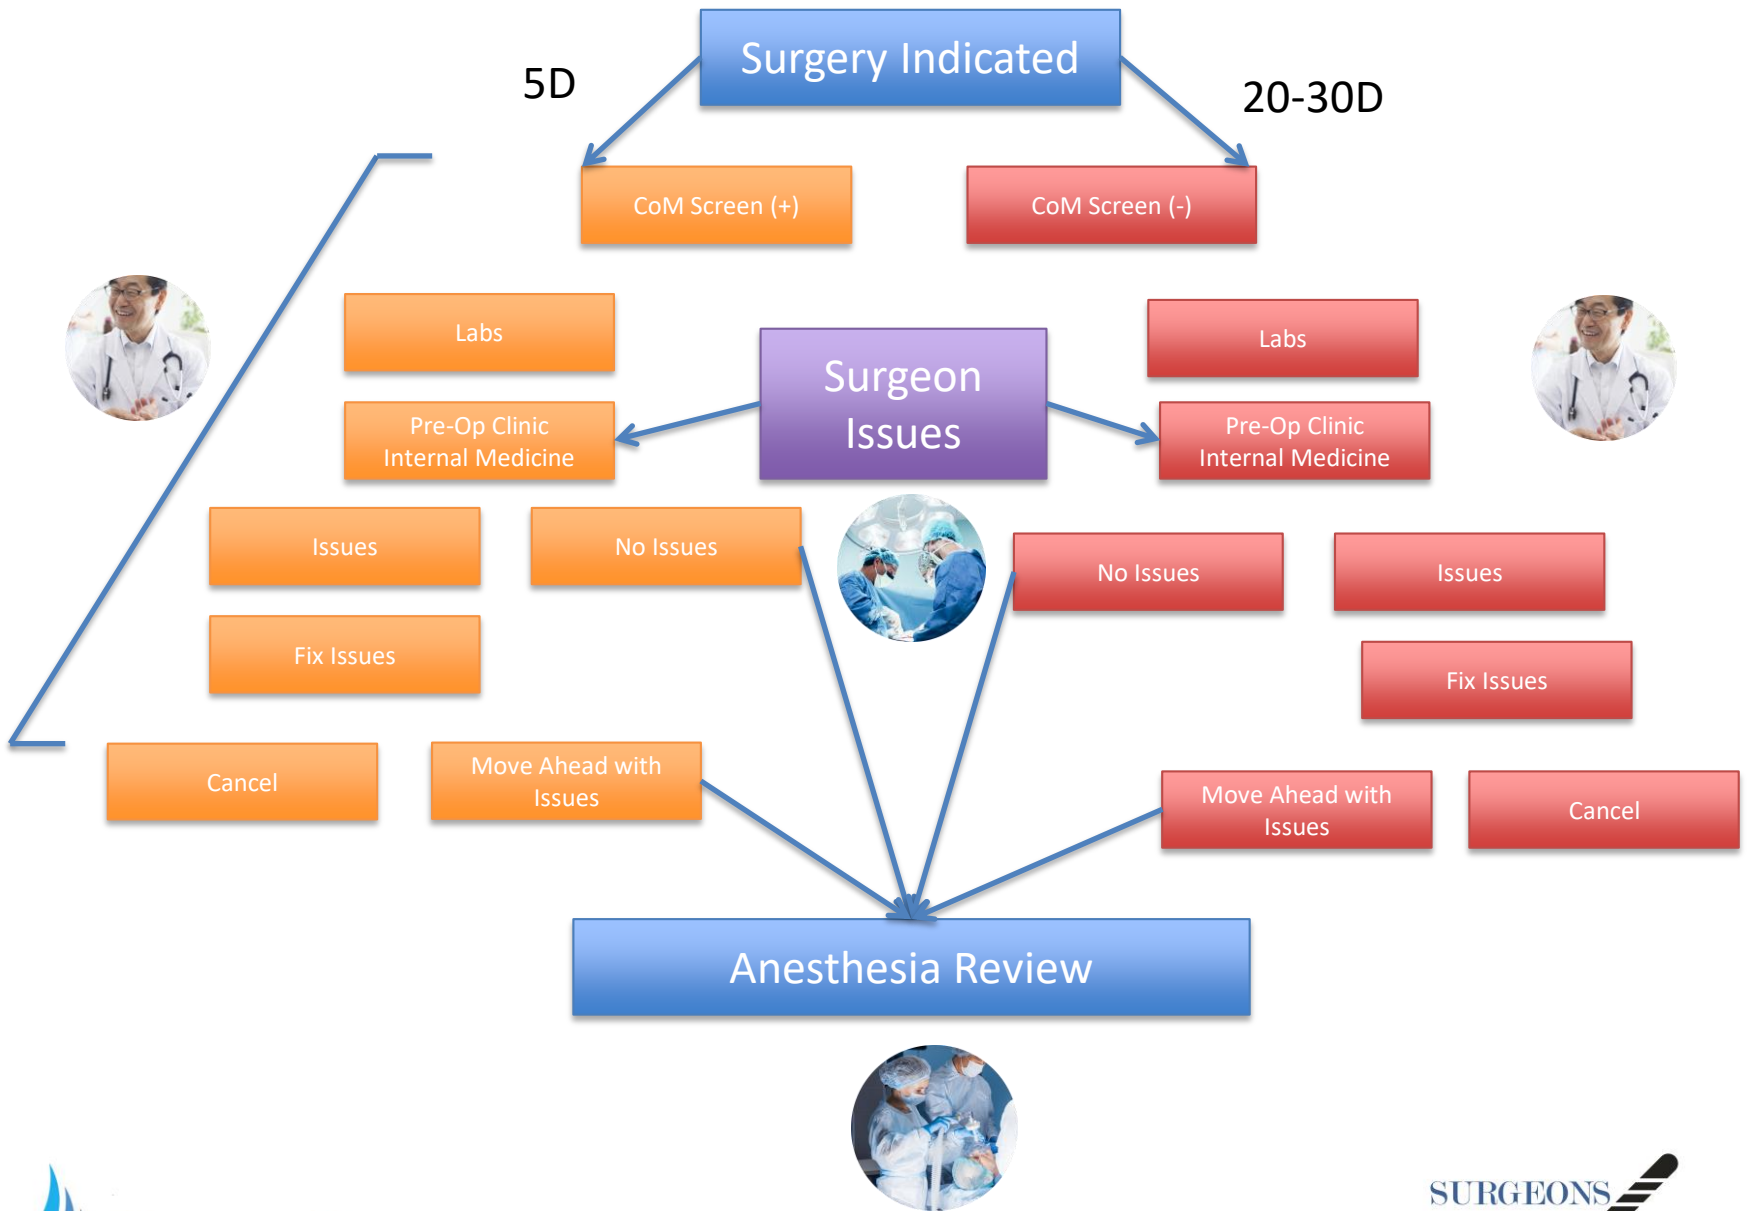 Surgery Indicated
5D
20-30D
CoM Screen (+)
CoM Screen (-)
Labs
Surgeon
Issues
Labs
Pre-Op Clinic
Internal Medicine
Pre-Op Clinic
Internal Medicine
Issues
No Issues
No Issues
Issues
Fix Issues
Fix Issues
Cancel
Move Ahead with
Issues
Move Ahead with
Issues
Cancel
Anesthesia Review
SURGEONS